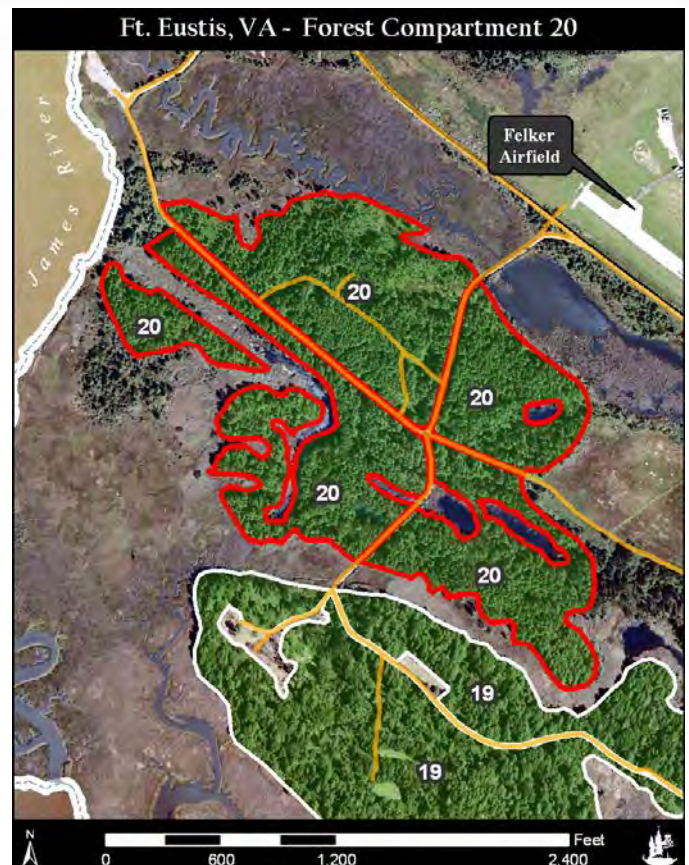 Ft. Eustis, VA - Forest Compartment 20
James River
Felker
Airfield
20
20
20
20
20
19
19
N
Feet
0
600
1,200
2,400